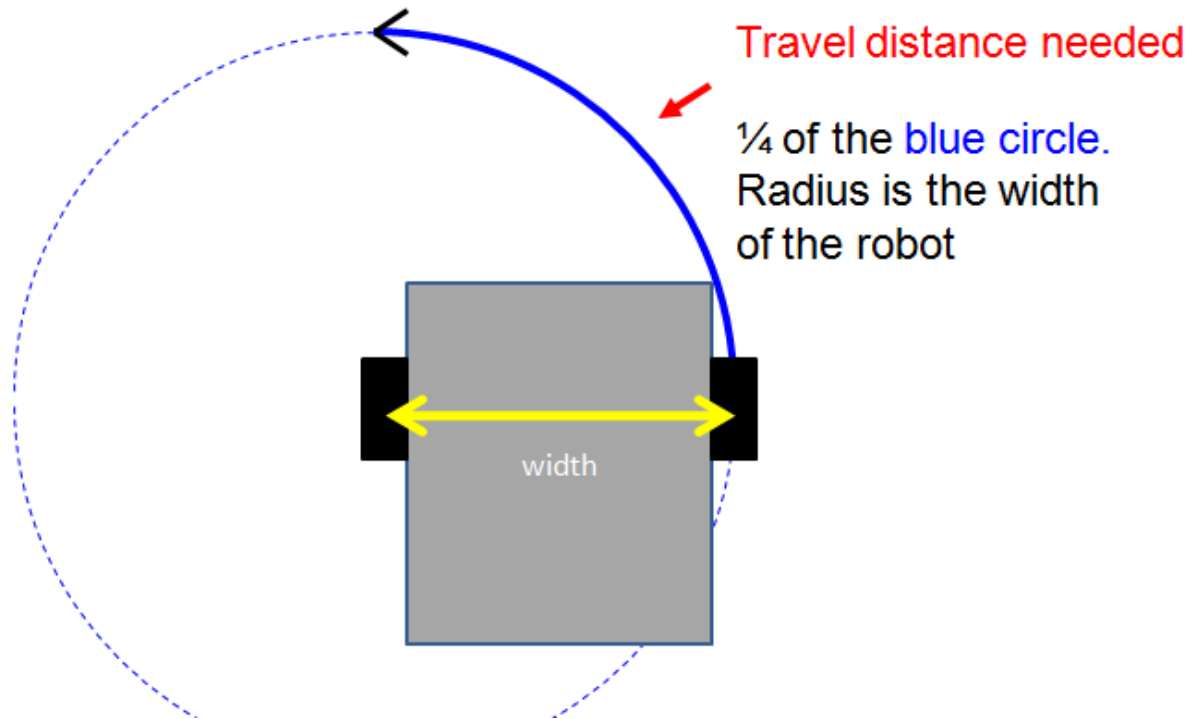 Travel distance needed
¼ of the blue circle.
Radius is the width
of the robot
width